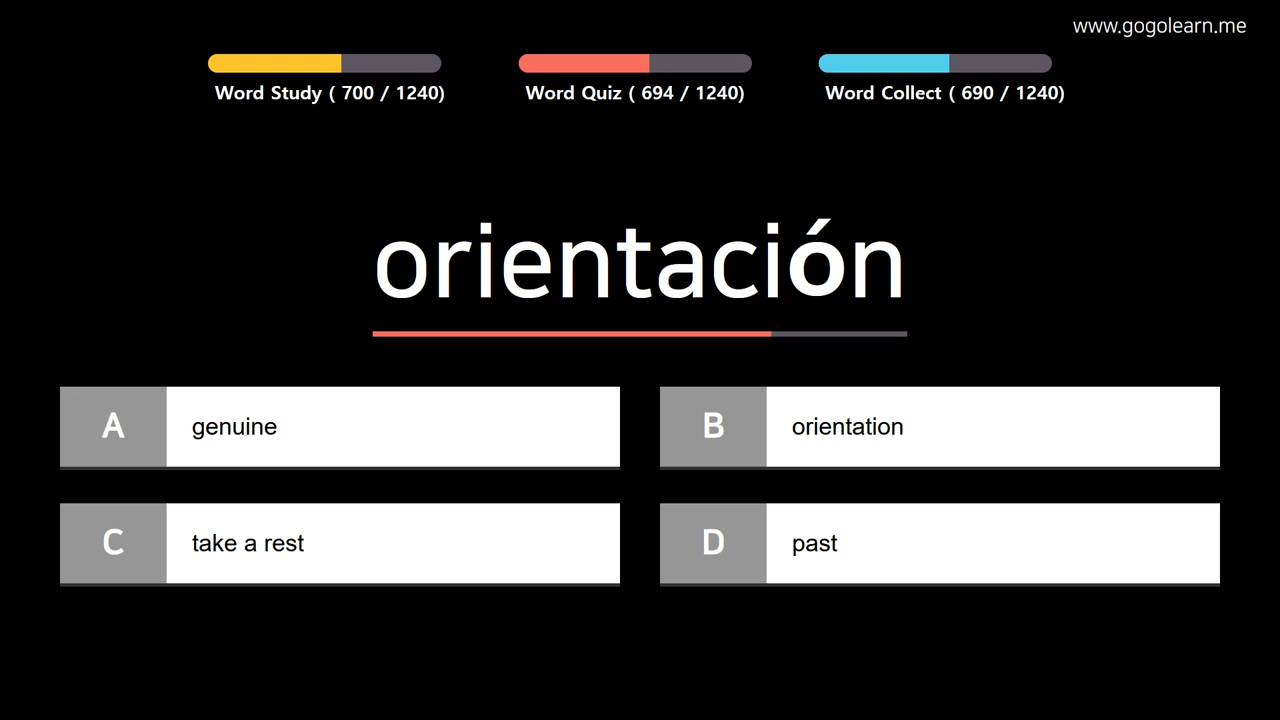 www.gogolearn.me
Word Study ( 700 / 1240)
Word Quiz ( 694 / 1240)
Word Collect ( 690 / 1240)
orientación
A genuine
B orientation
C take a rest
D past